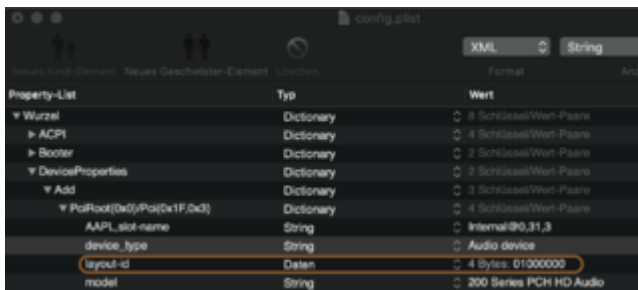 config.plist
XML String
Neues Kind-Element Neues Geschwister-Element Löschen Format
Property-List Typ Wert
Wurzel Dictionary 8 Schlüssel/Wert-Paare
ACPI Dictionary 4 Schlüssel/Wert-Paare
Booter Dictionary 2 Schlüssel/Wert-Paare
DeviceProperties Dictionary 2 Schlüssel/Wert-Paare
Add Dictionary 3 Schlüssel/Wert-Paare
PciRoot(0x0)/Pci(0x1F,0x3) Dictionary 4 Schlüssel/Wert-Paare
AAPL,slot-name String Internal@0,31,3
device_type String Audio device
layout-id Daten 4 Bytes: 01000000
model String 200 Series PCH HD Audio